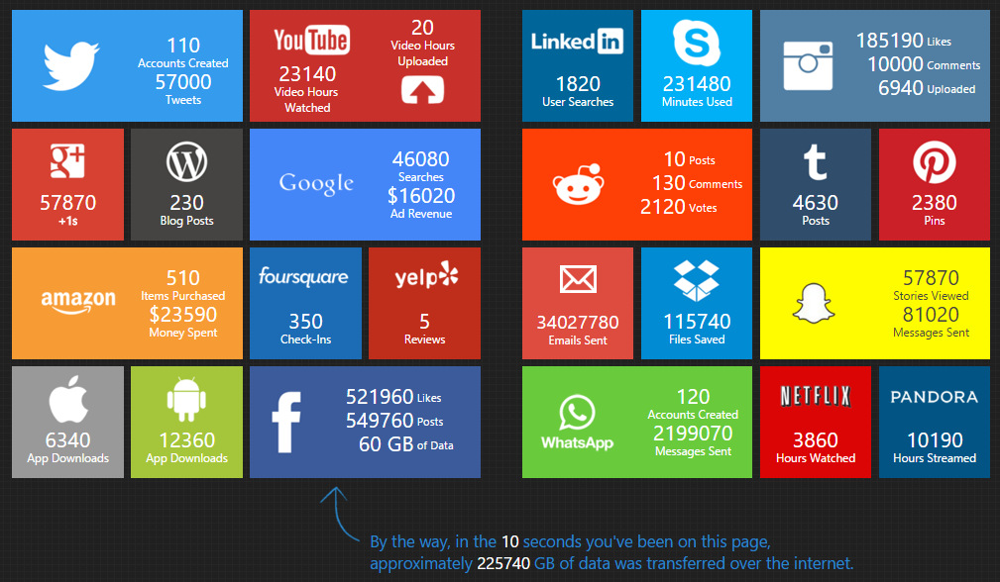 110
Accounts Created
57000
Tweets
YouTube
23140
Video Hours
Watched
20
Video Hours
Uploaded
LinkedIn
1820
User Searches
S
231480
Minutes Used
185190 Likes
10000 Comments
6940 Uploaded
g+
57870
+1s
W
230
Blog Posts
Google
46080
Searches
$16020
Ad Revenue
10 Posts
130 Comments
2120 Votes
t
4630
Posts
P
2380
Pins
amazon
510
Items Purchased
$23590
Money Spent
foursquare
350
Check-Ins
yelp
5
Reviews
34027780
Emails Sent
115740
Files Saved
57870
Stories Viewed
81020
Messages Sent
6340
App Downloads
12360
App Downloads
f
521960 Likes
549760 Posts
60 GB of Data
WhatsApp
120
Accounts Created
2199070
Messages Sent
NETFLIX
3860
Hours Watched
PANDORA
10190
Hours Streamed
By the way, in the 10 seconds you've been on this page,
approximately 225740 GB of data was transferred over the internet.